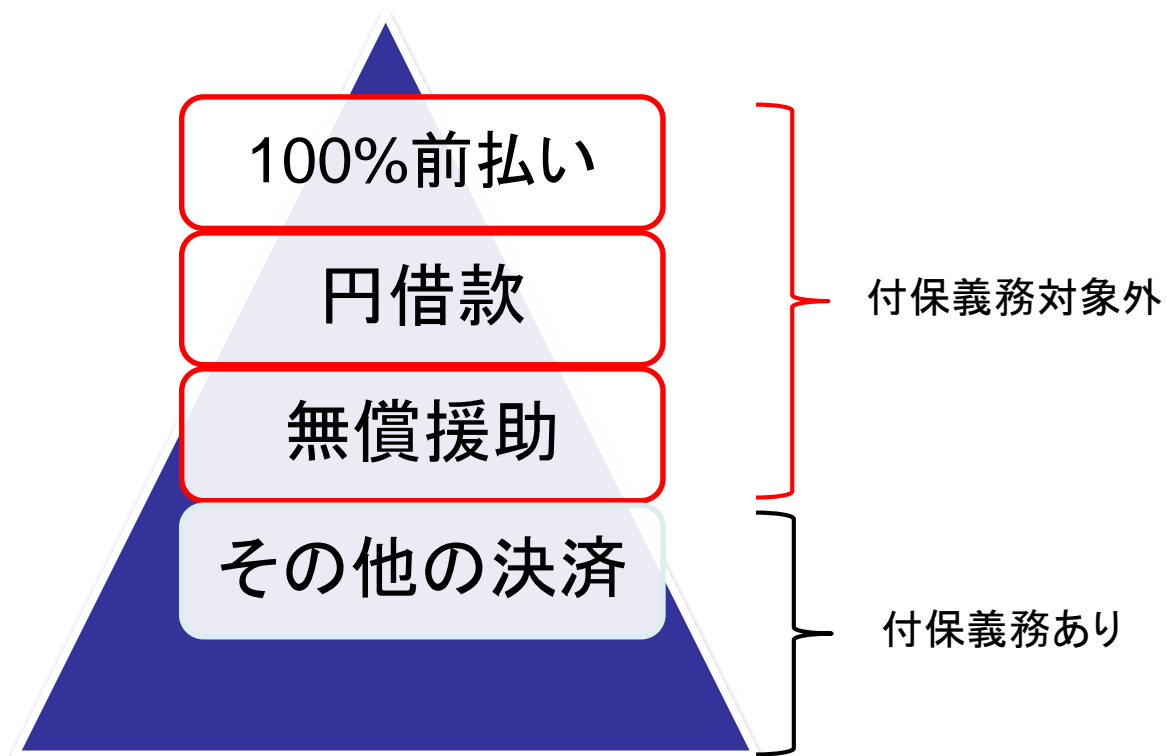 100%前払い
円借款
付保義務対象外
無償援助
その他の決済
付保義務あり